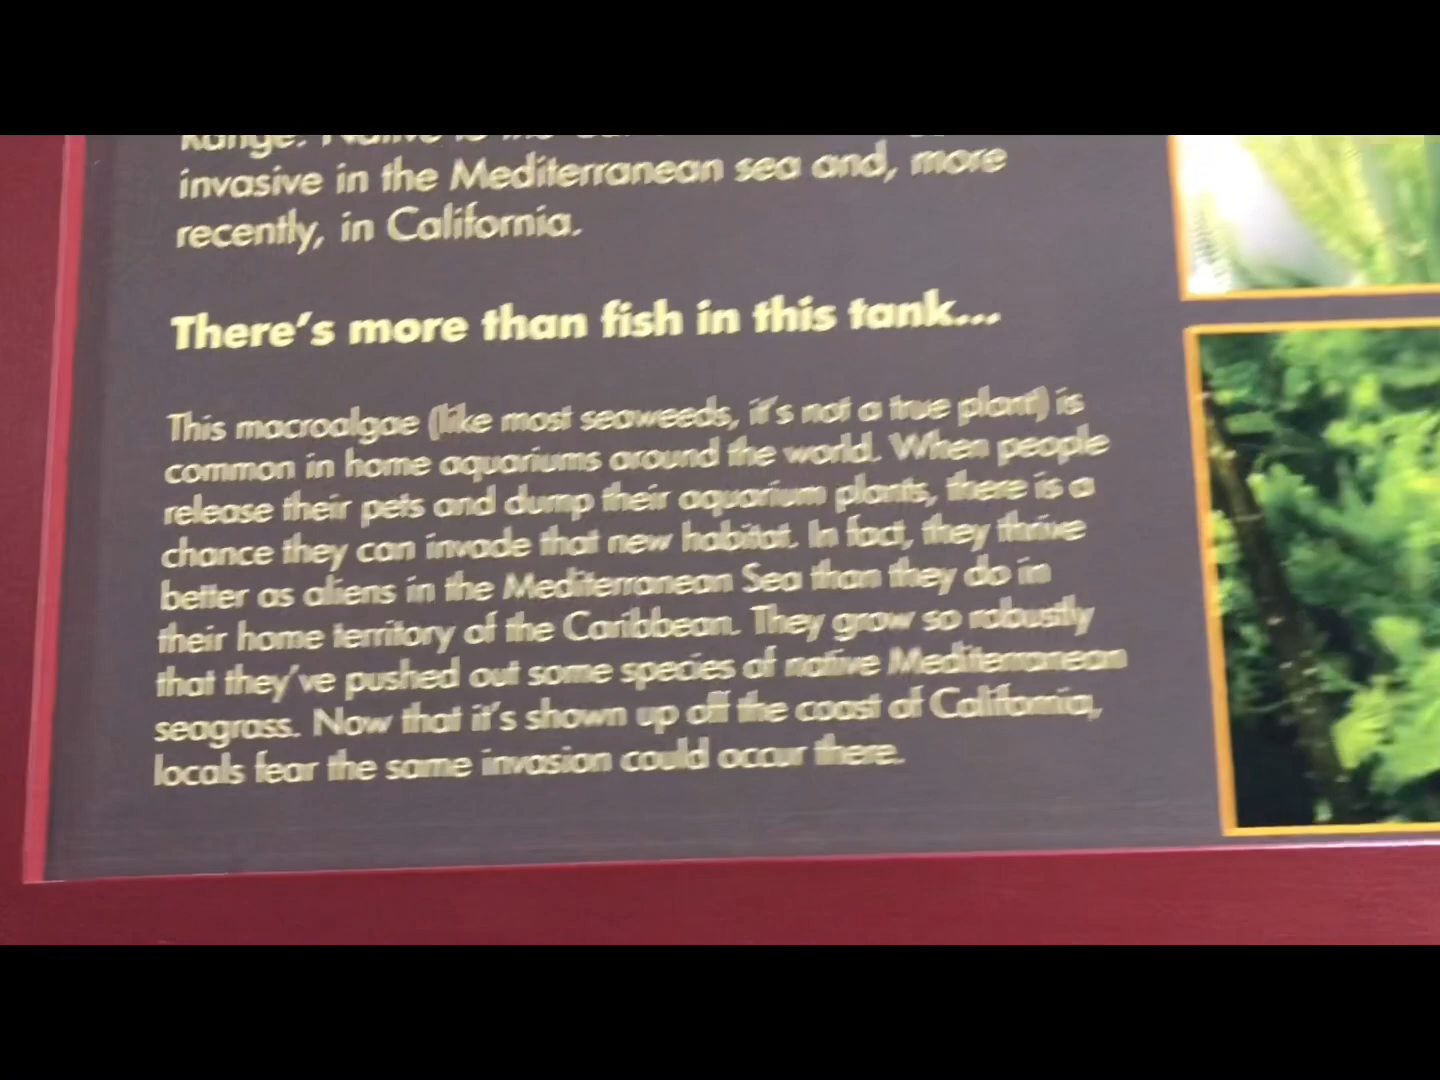 Range: Native to the
invasive in the Mediterranean sea and, more
recently, in California.
There's more than fish in this tank...
This macroalgae (like most seaweeds, it's not a true plant) is
common in home aquariums around the world. When people
release their pets and dump their aquarium plants, there is a
chance they can invade that new habitat. In fact, they thrive
better as aliens in the Mediterranean Sea than they do in
their home territory of the Caribbean. They grow so robustly
that they've pushed out some species of native Mediterranean
seagrass. Now that it's shown up off the coast of California,
locals fear the same invasion could occur there.